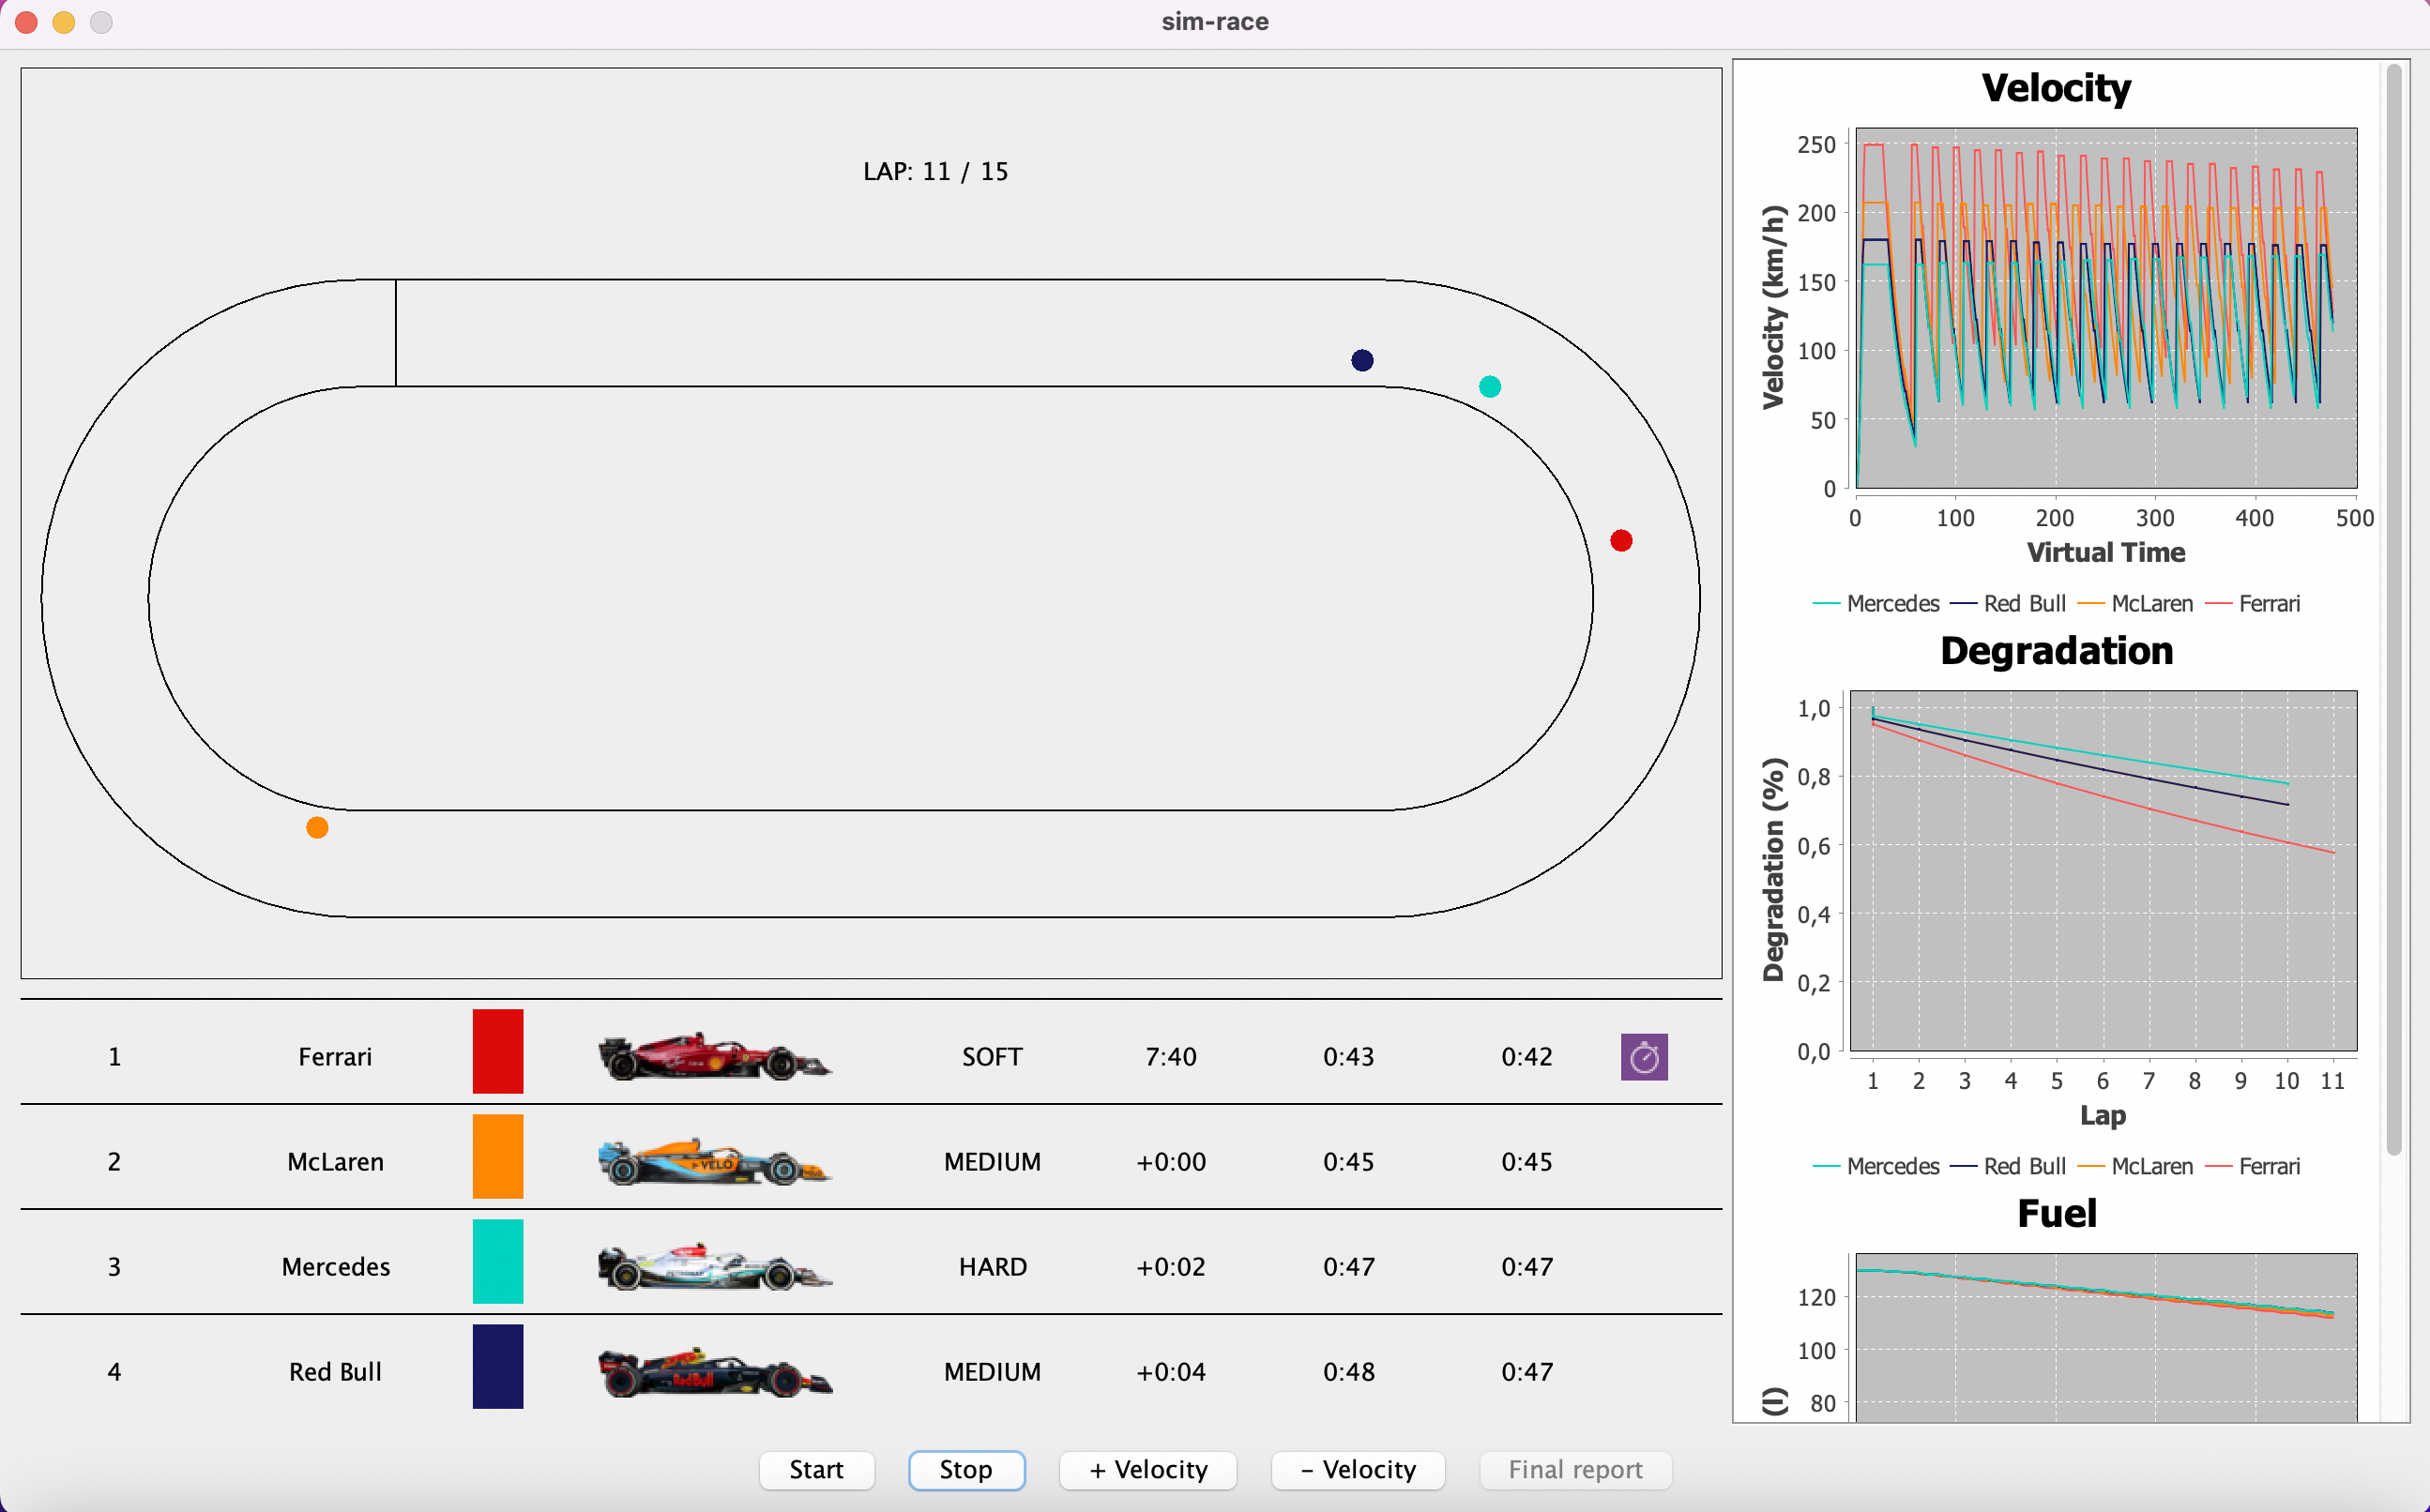 sim-race
LAP: 11 / 15
1 Ferrari SOFT 7:40 0:43 0:42
2 McLaren MEDIUM +0:00 0:45 0:45
VELO
3 Mercedes HARD +0:02 0:47 0:47
4 Red Bull MEDIUM +0:04 0:48 0:47
RedBull
Start Stop + Velocity - Velocity Final report
Velocity
Velocity (km/h)
250
200
150
100
50
0
0 100 200 300 400 500
Virtual Time
Mercedes Red Bull McLaren Ferrari
Degradation
Degradation (%)
1,0
0,8
0,6
0,4
0,2
0,0
1 2 3 4 5 6 7 8 9 10 11
Lap
Mercedes Red Bull McLaren Ferrari
Fuel
(l)
120
100
80